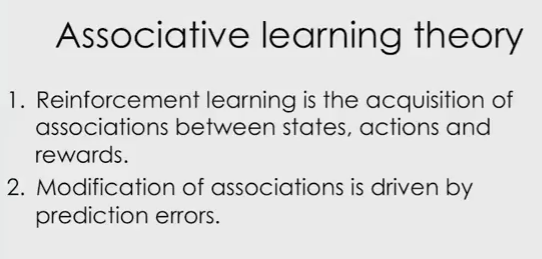 Associative learning theory
1. Reinforcement learning is the acquisition of
associations between states, actions and
rewards.
2. Modification of associations is driven by
prediction errors.